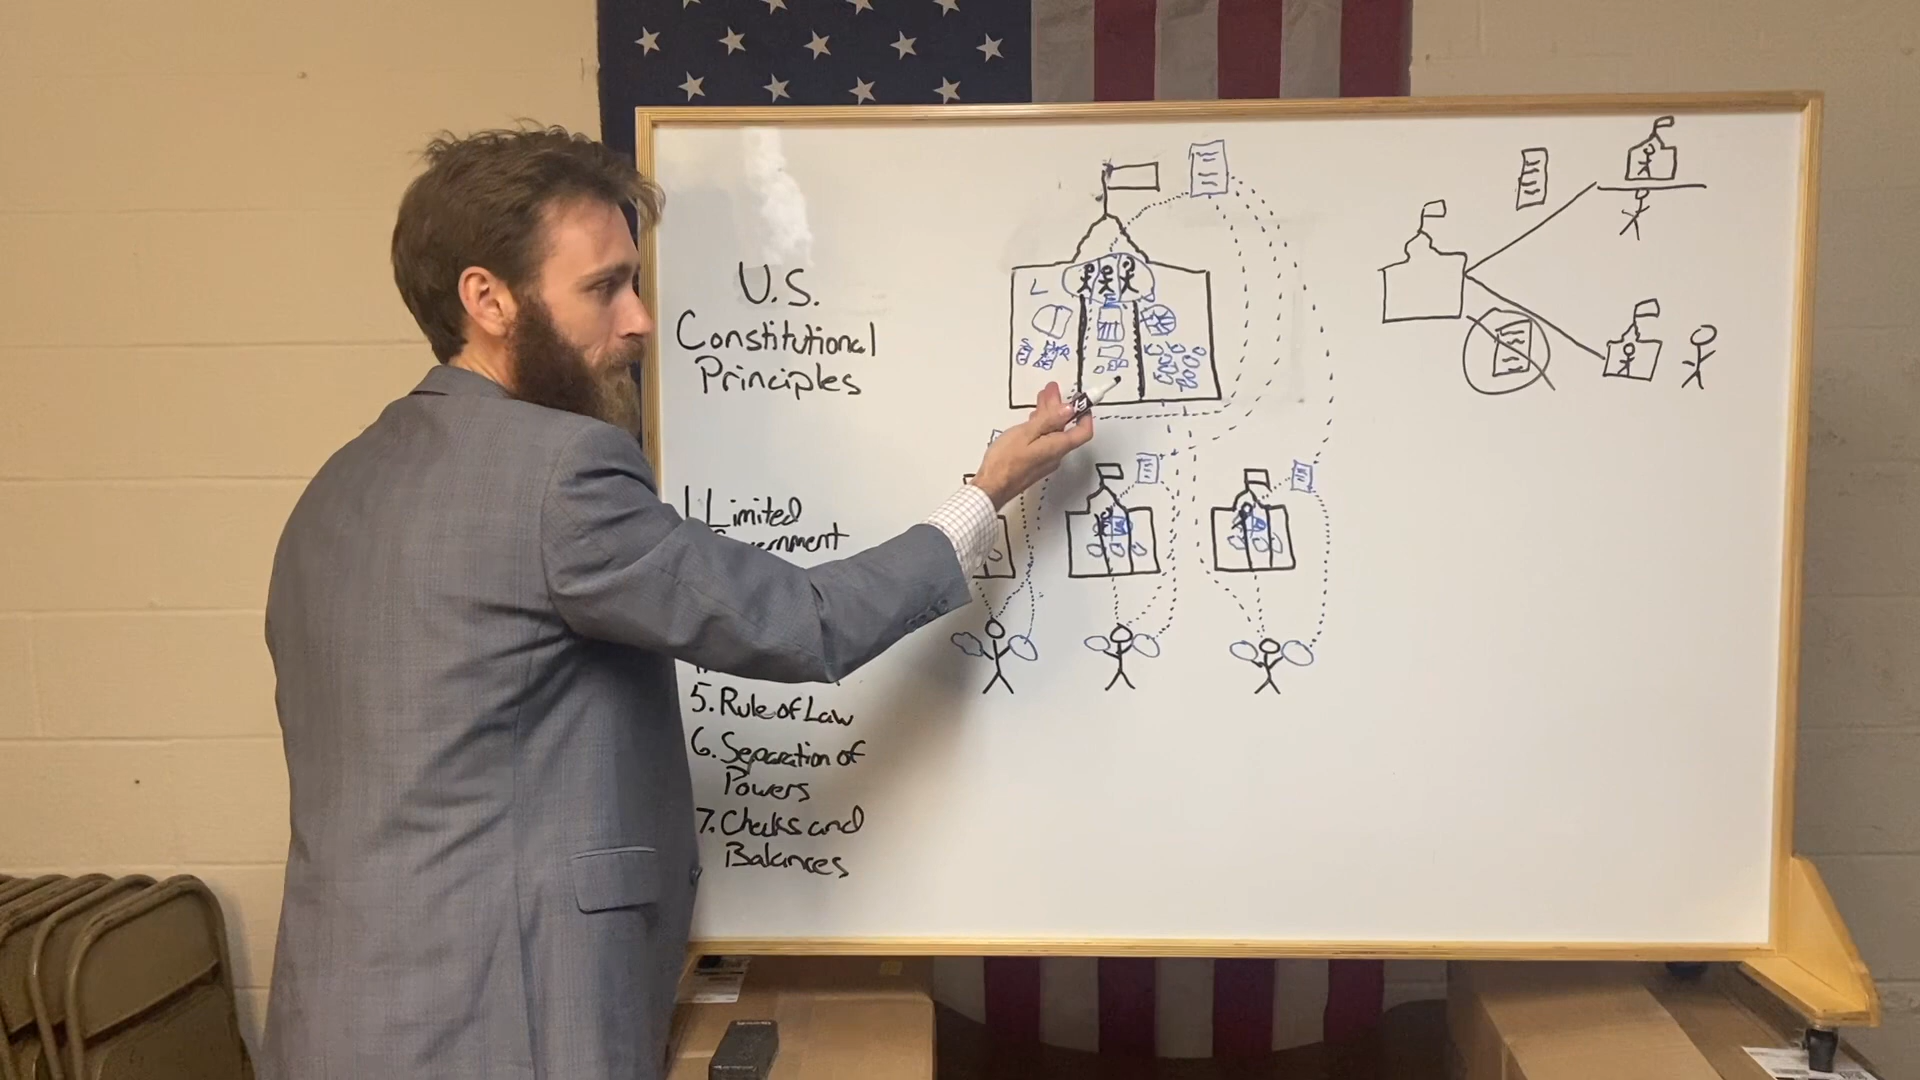 U.S.
Constitutional
Principles
1. Limited
5. Rule of Law
6. Separation of
Powers
7. Checks and
Balances
L